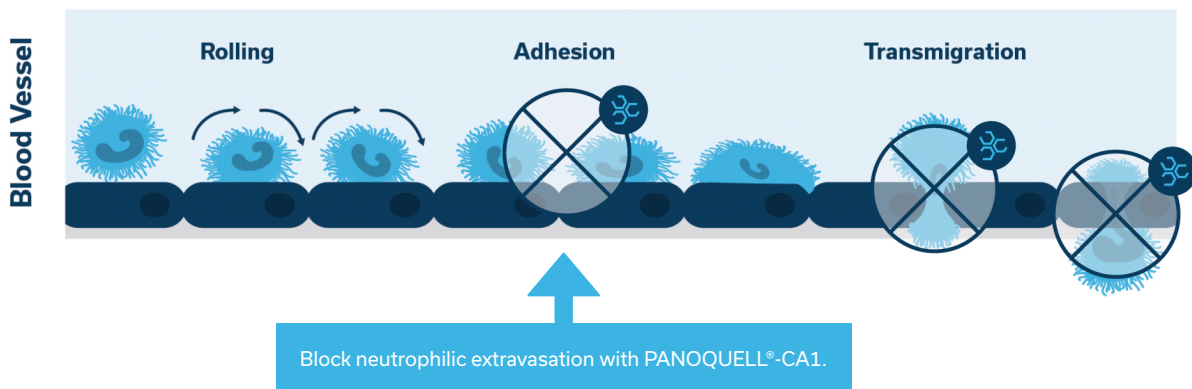 Blood Vessel
Rolling
Adhesion
Transmigration
Block neutrophilic extravasation with PANOQUELL®-CA1.